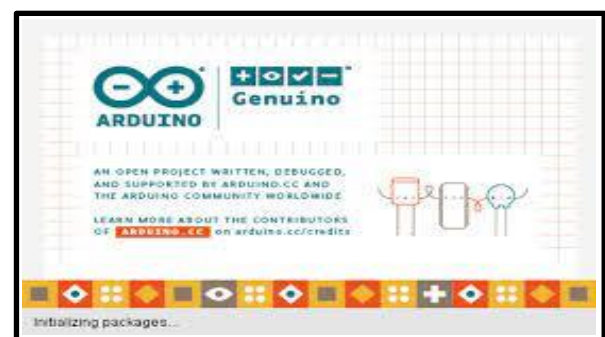 ARDUINO
Genuino
AN OPEN PROJECT WRITTEN, DEBUGGED,
AND SUPPORTED BY ARDUINO.CC AND
THE ARDUINO COMMUNITY WORLDWIDE
LEARN MORE ABOUT THE CONTRIBUTORS
OF ARDUINO.CC on arduino.cc/credits
Initializing packages...